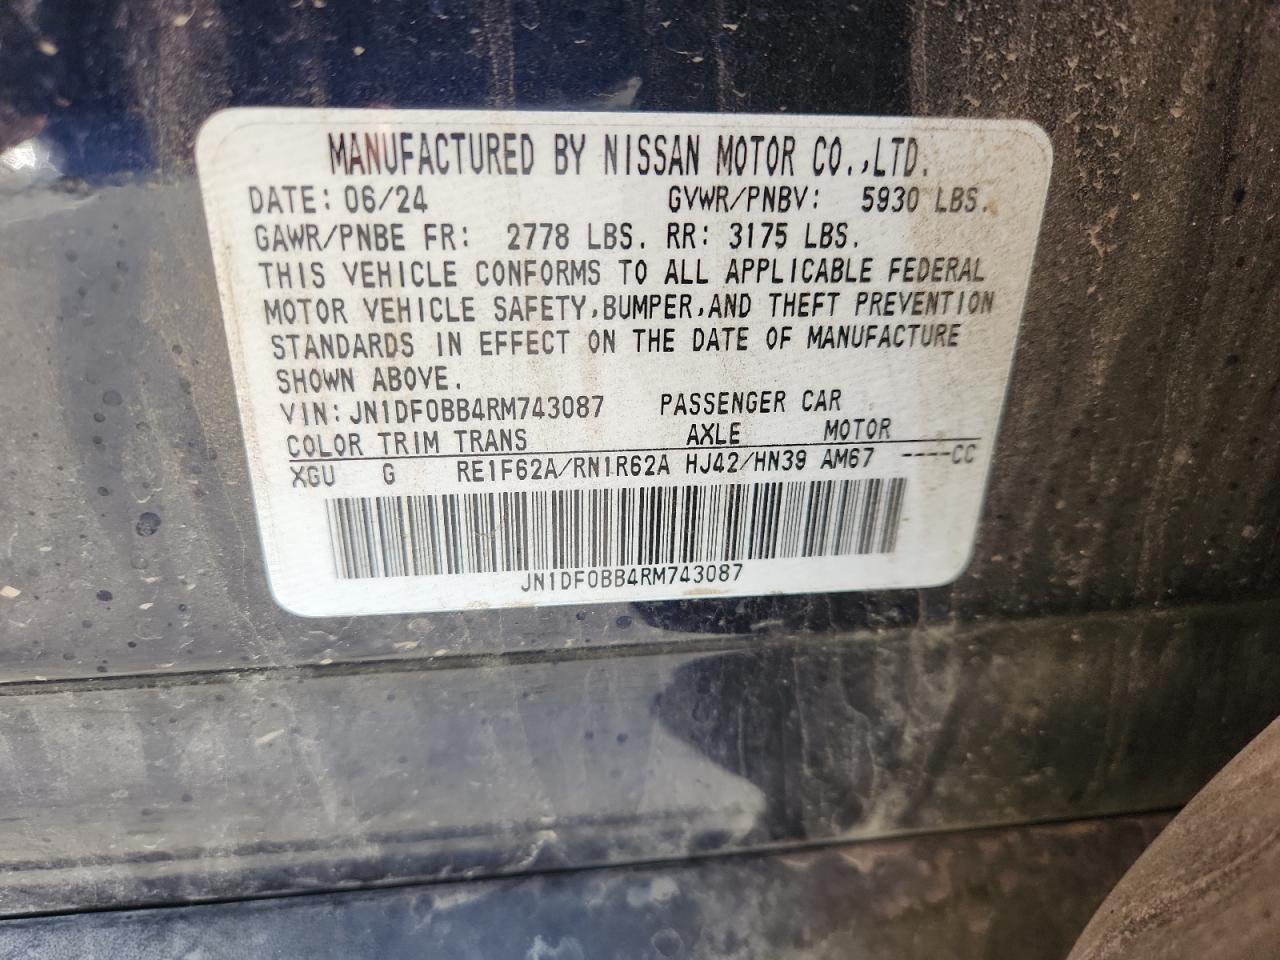 MANUFACTURED BY NISSAN MOTOR CO.,LTD.
DATE: 06/24 GVWR/PNBV: 5930 LBS.
GAWR/PNBE FR: 2778 LBS. RR: 3175 LBS.
THIS VEHICLE CONFORMS TO ALL APPLICABLE FEDERAL
MOTOR VEHICLE SAFETY,BUMPER,AND THEFT PREVENTION
STANDARDS IN EFFECT ON THE DATE OF MANUFACTURE
SHOWN ABOVE.
VIN: JN1DF0BB4RM743087 PASSENGER CAR
COLOR TRIM TRANS AXLE MOTOR
XGU G RE1F62A/RN1R62A HJ42/HN39 AM67 ----CC
JN1DF0BB4RM743087